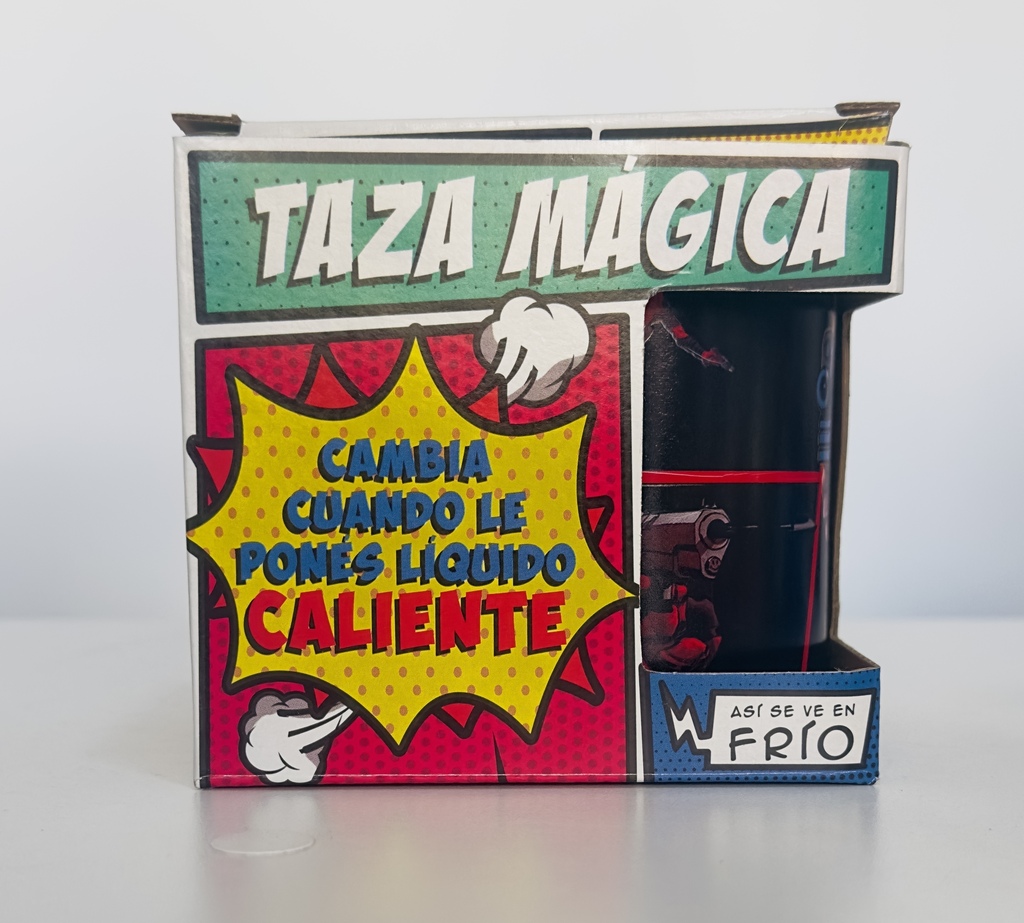 TAZA MÁGICA
CAMBIA
CUANDO LE
PONÉS LÍQUIDO
CALIENTE
ASÍ SE VE EN
FRÍO